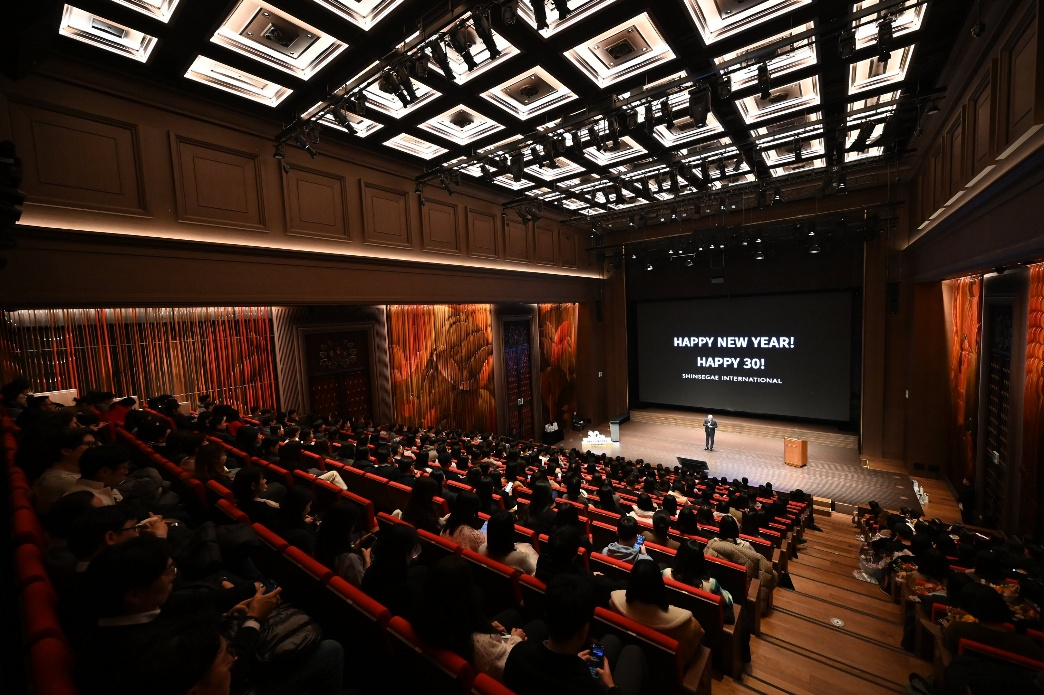 HAPPY NEW YEAR!
HAPPY 30!
SHINSEGAE INTERNATIONAL